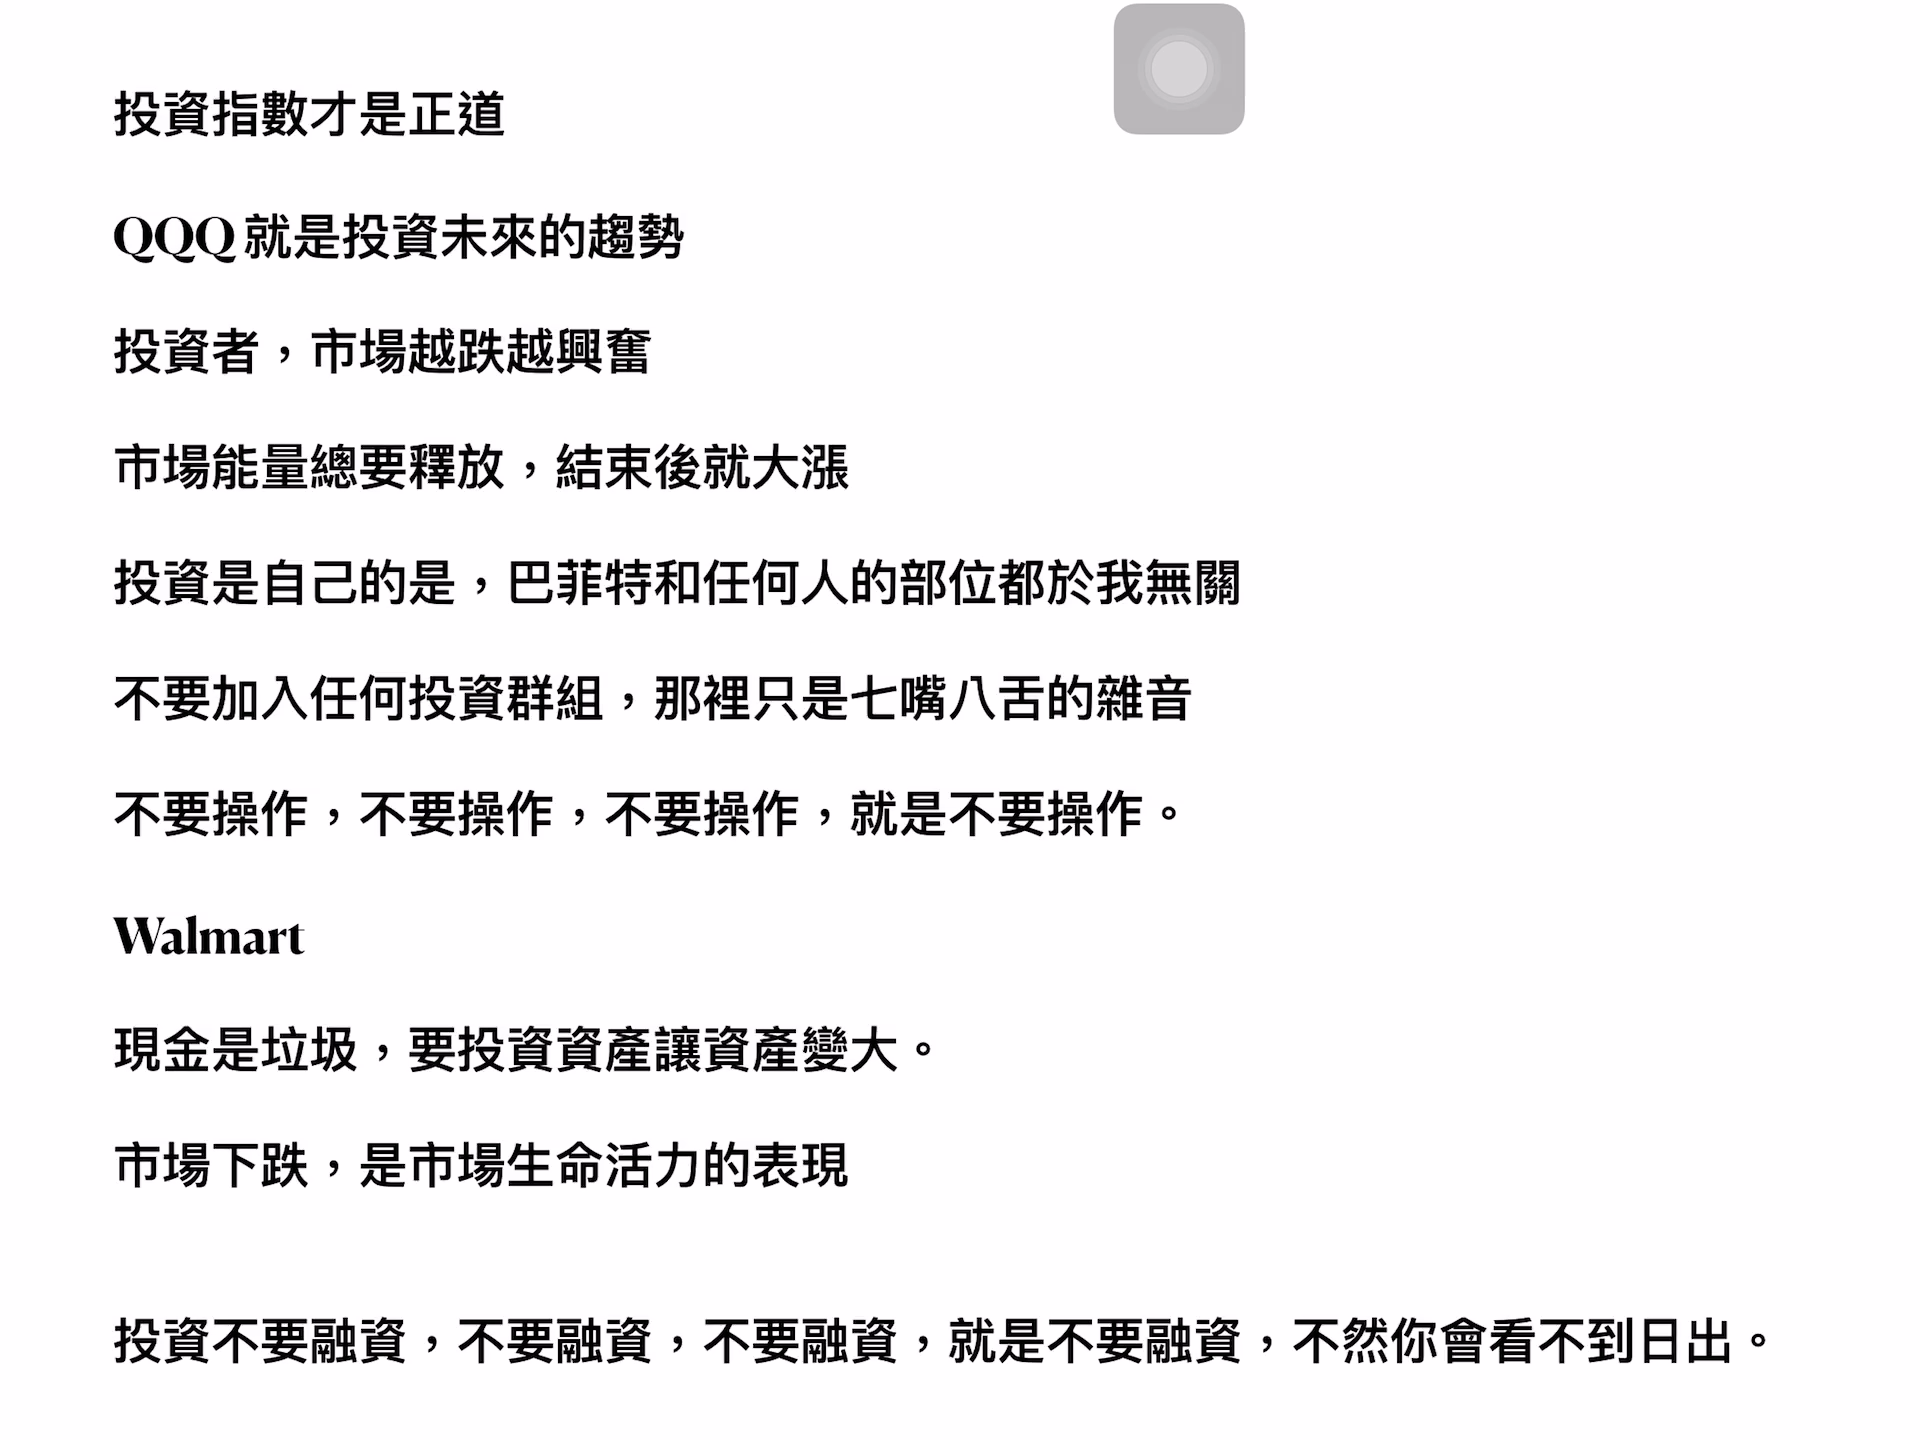 投資指數才是正道
QQQ就是投資未來的趨勢
投資者，市場越跌越興奮
市場能量總要釋放，結束後就大漲
投資是自己的是，巴菲特和任何人的部位都於我無關
不要加入任何投資群組，那裡只是七嘴八舌的雜音
不要操作，不要操作，不要操作，就是不要操作。
Walmart
現金是垃圾，要投資資產讓資產變大。
市場下跌，是市場生命活力的表現
投資不要融資，不要融資，不要融資，就是不要融資，不然你會看不到日出。